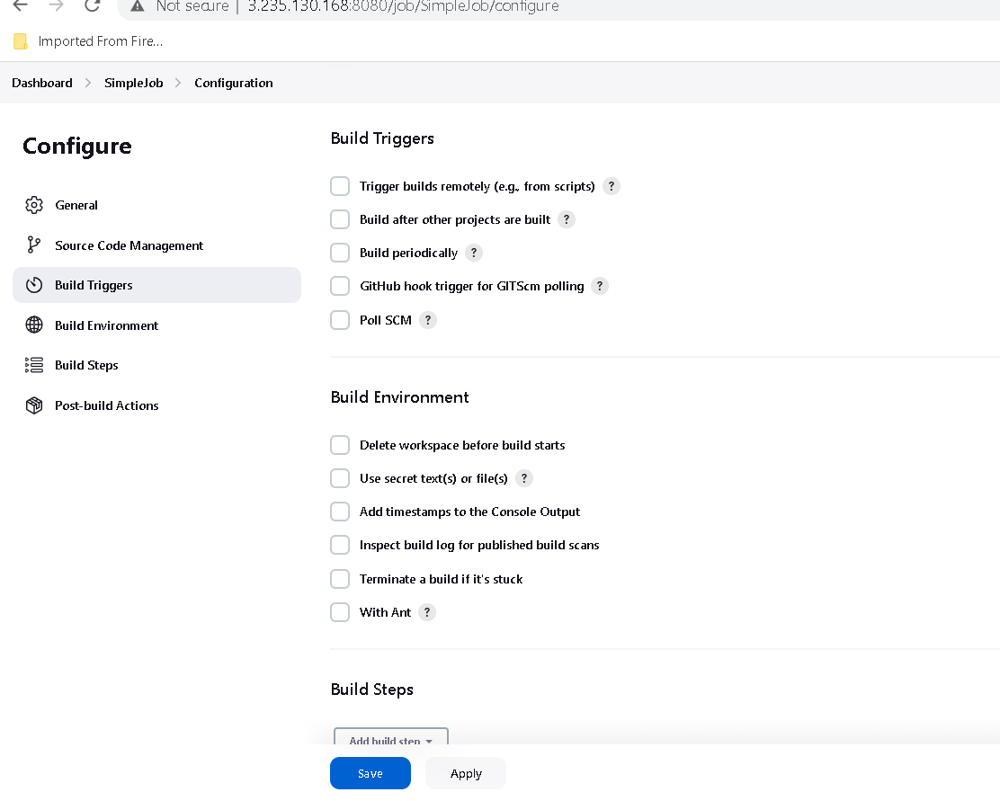 Not secure | 3.235.130.168:8080/job/SimpleJob/configure
Imported From Fire...
Dashboard > SimpleJob > Configuration
Configure
General
Source Code Management
Build Triggers
Build Environment
Build Steps
Post-build Actions
Build Triggers
Trigger builds remotely (e.g., from scripts) ?
Build after other projects are built ?
Build periodically ?
GitHub hook trigger for GITScm polling ?
Poll SCM ?
Build Environment
Delete workspace before build starts
Use secret text(s) or file(s) ?
Add timestamps to the Console Output
Inspect build log for published build scans
Terminate a build if it's stuck
With Ant ?
Build Steps
Add build step
Save Apply